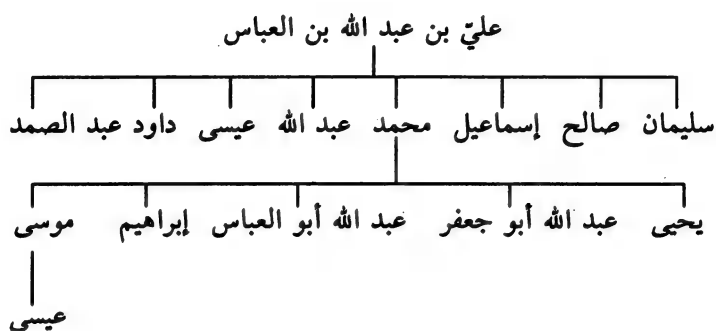 عليّ بن عبد الله بن العباس
سليمان صالح إسماعيل محمد عبد الله عيسى داود عبد الصمد
يحيى عبد الله أبو جعفر عبد الله أبو العباس إبراهيم موسى
عيسى